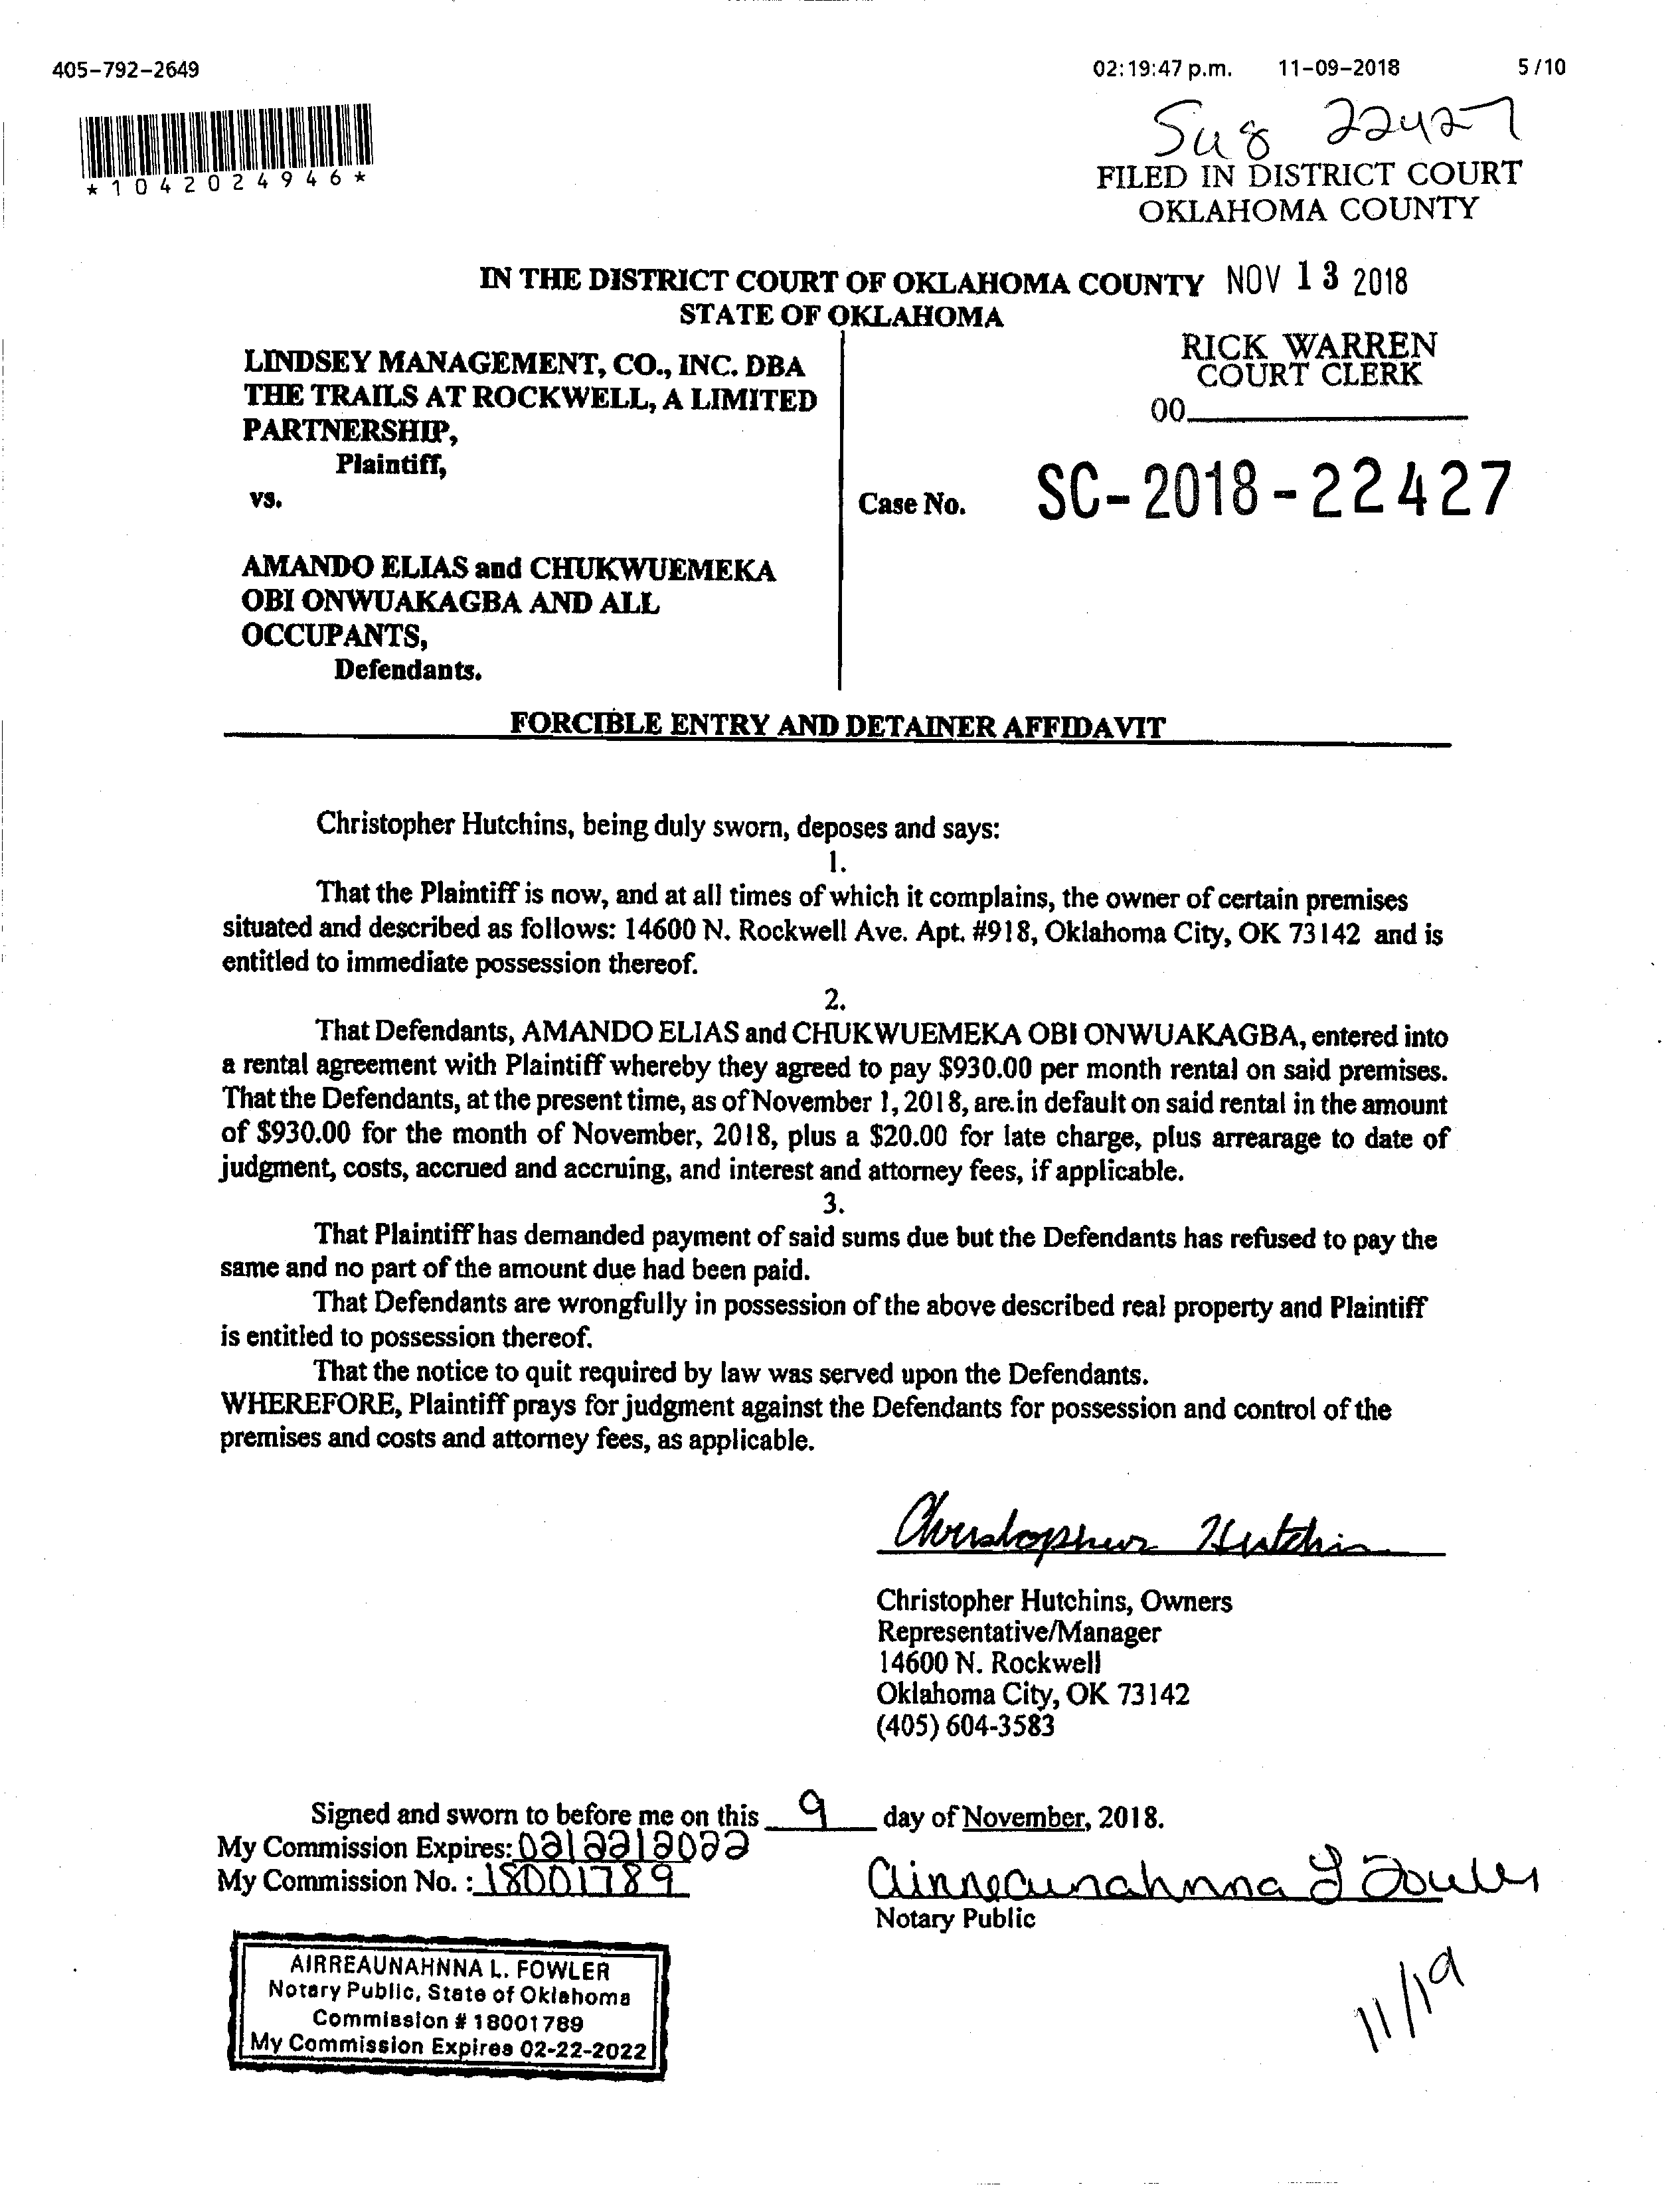 405-792-2649 02:19:47 p.m. 11-09-2018 5/10
*1042024946*
22427
FILED IN DISTRICT COURT
OKLAHOMA COUNTY
IN THE DISTRICT COURT OF OKLAHOMA COUNTY NOV 13 2018
STATE OF OKLAHOMA
RICK WARREN
COURT CLERK
00
LINDSEY MANAGEMENT, CO., INC. DBA
THE TRAILS AT ROCKWELL, A LIMITED
PARTNERSHIP,
Plaintiff,
vs.
Case No. SC-2018-22427
AMANDO ELIAS and CHUKWUEMEKA
OBI ONWUAKAGBA AND ALL
OCCUPANTS,
Defendants.
FORCIBLE ENTRY AND DETAINER AFFIDAVIT
Christopher Hutchins, being duly sworn, deposes and says:
1.
That the Plaintiff is now, and at all times of which it complains, the owner of certain premises
situated and described as follows: 14600 N. Rockwell Ave. Apt. #918, Oklahoma City, OK 73142 and is
entitled to immediate possession thereof.
2.
That Defendants, AMANDO ELIAS and CHUKWUEMEKA OBI ONWUAKAGBA, entered into
a rental agreement with Plaintiff whereby they agreed to pay $930.00 per month rental on said premises.
That the Defendants, at the present time, as of November 1, 2018, are in default on said rental in the amount
of $930.00 for the month of November, 2018, plus a $20.00 for late charge, plus arrearage to date of
judgment, costs, accrued and accruing, and interest and attorney fees, if applicable.
3.
That Plaintiff has demanded payment of said sums due but the Defendants has refused to pay the
same and no part of the amount due had been paid.
That Defendants are wrongfully in possession of the above described real property and Plaintiff
is entitled to possession thereof.
That the notice to quit required by law was served upon the Defendants.
WHEREFORE, Plaintiff prays for judgment against the Defendants for possession and control of the
premises and costs and attorney fees, as applicable.
Christopher Hutchins
Christopher Hutchins, Owners
Representative/Manager
14600 N. Rockwell
Oklahoma City, OK 73142
(405) 604-3583
Signed and sworn to before me on this 9 day of November, 2018.
My Commission Expires: 02/22/2022
My Commission No. : 18001789
Airreaunahnna L Fowler
Notary Public
AIRREAUNAHNNA L. FOWLER
Notary Public, State of Oklahoma
Commission # 18001789
My Commission Expires 02-22-2022
11/19